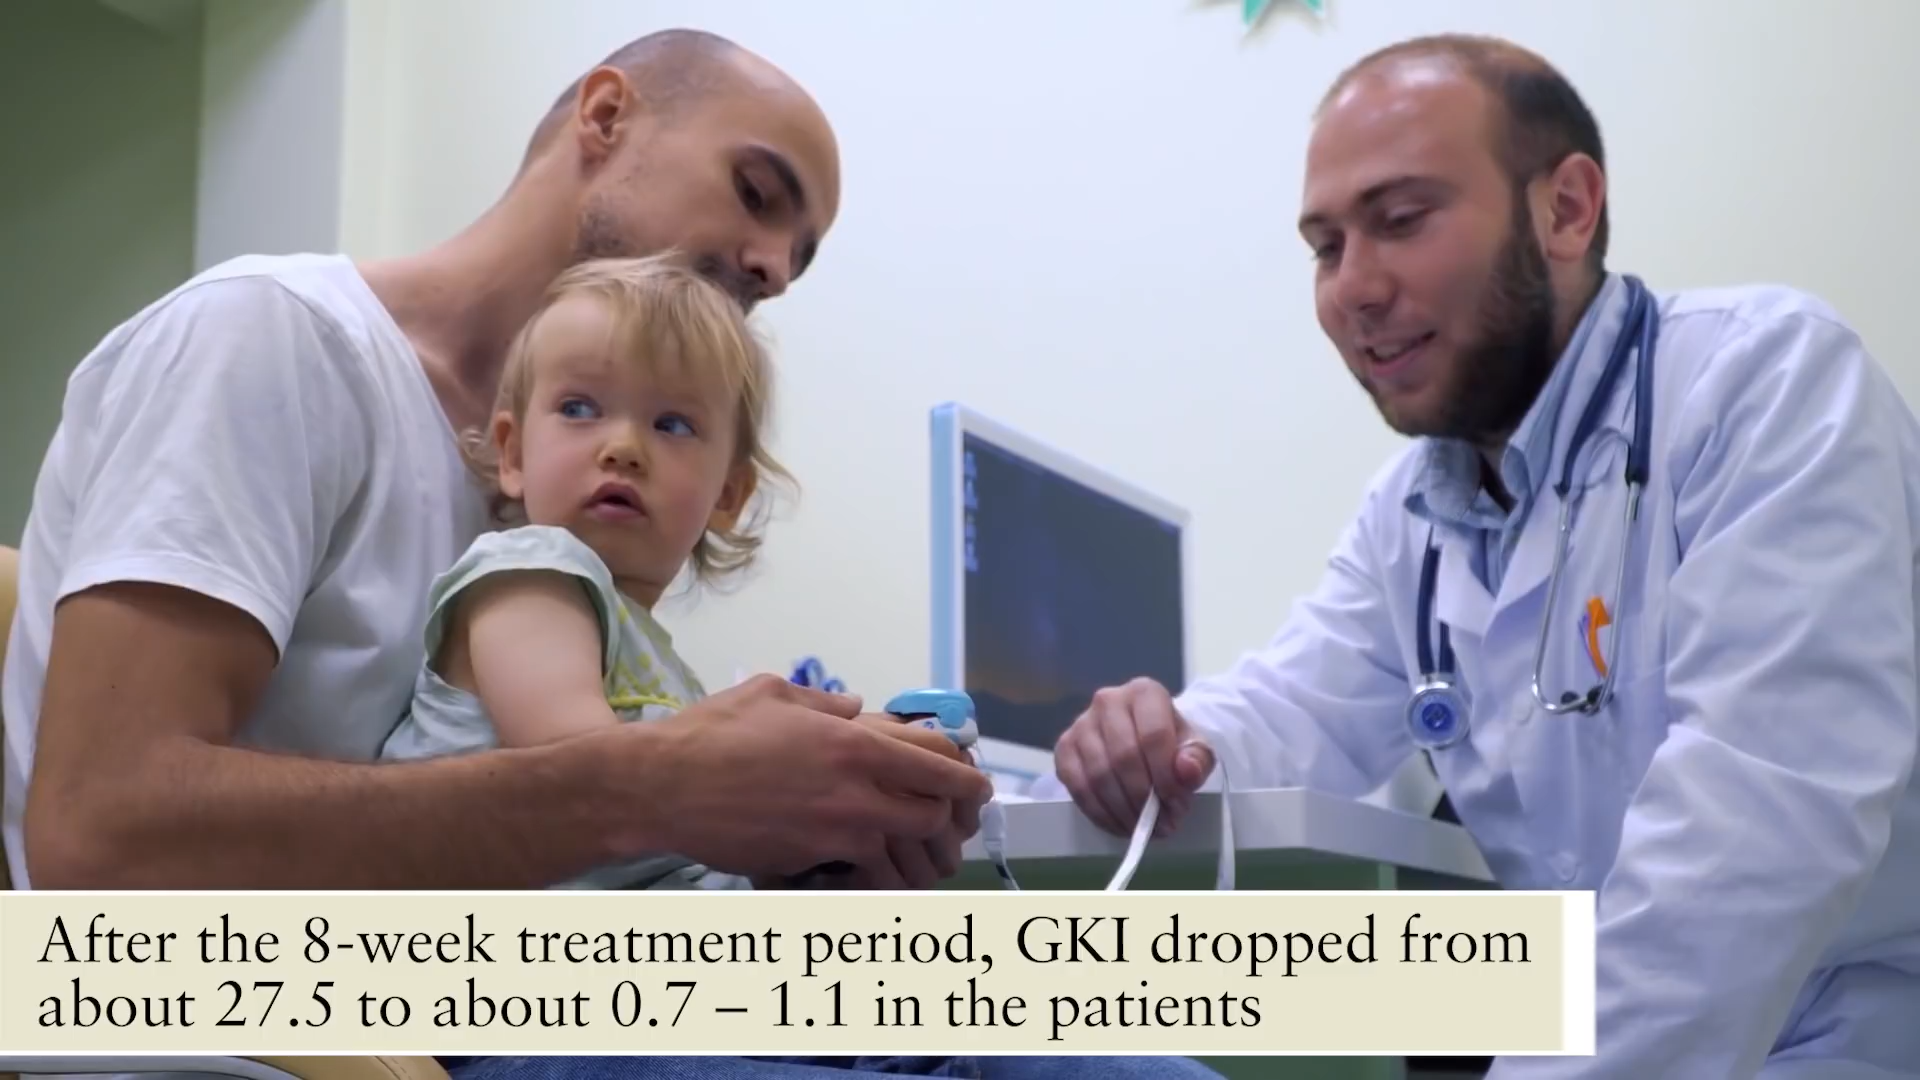 After the 8-week treatment period, GKI dropped from
about 27.5 to about 0.7 – 1.1 in the patients